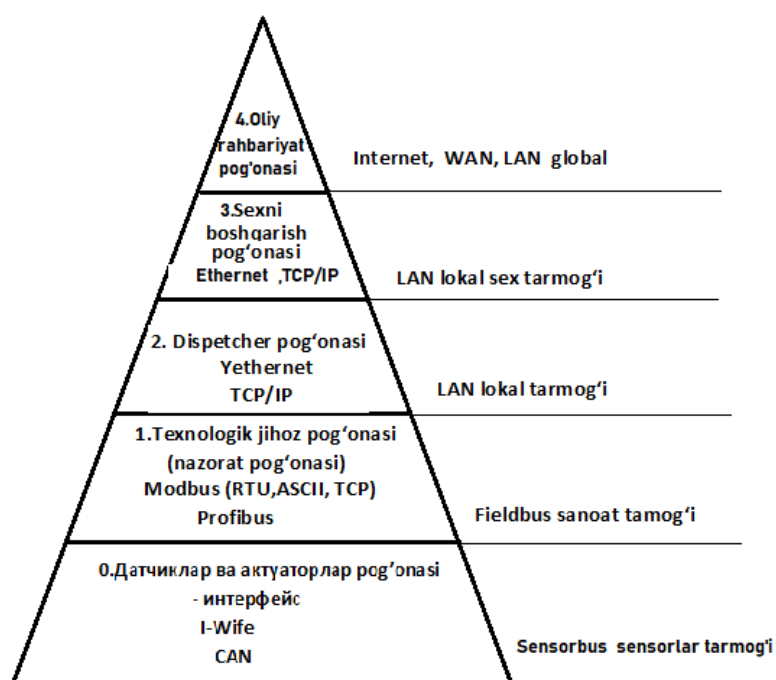 4.Oliy
rahbariyat
pog'onasi
Internet, WAN, LAN global
3.Sexni
boshqarish
pog‘onasi
Ethernet ,TCP/IP
LAN lokal sex tarmog‘i
2. Dispetcher pog‘onasi
Yethernet
TCP/IP
LAN lokal tarmog‘i
1.Texnologik jihoz pog‘onasi
(nazorat pog‘onasi)
Modbus (RTU,ASCII, TCP)
Profibus
Fieldbus sanoat tamog‘i
0.Датчиклар ва актуаторлар pog‘onasi
- интерфейс
I-Wife
CAN
Sensorbus sensorlar tarmog'i